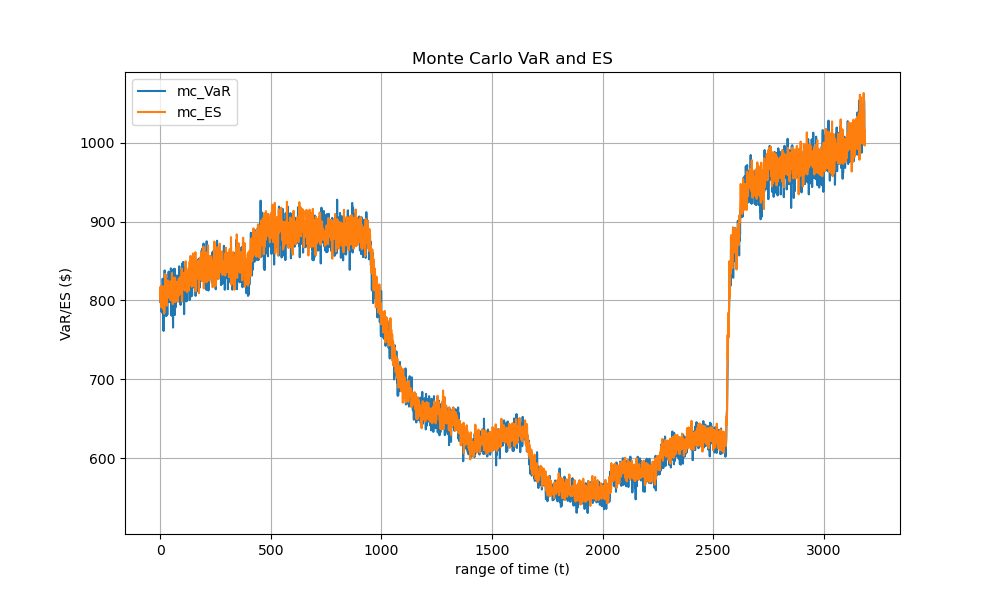 Monte Carlo VaR and ES
mc_VaR
mc_ES
VaR/ES ($)
1000
900
800
700
600
0 500 1000 1500 2000 2500 3000
range of time (t)